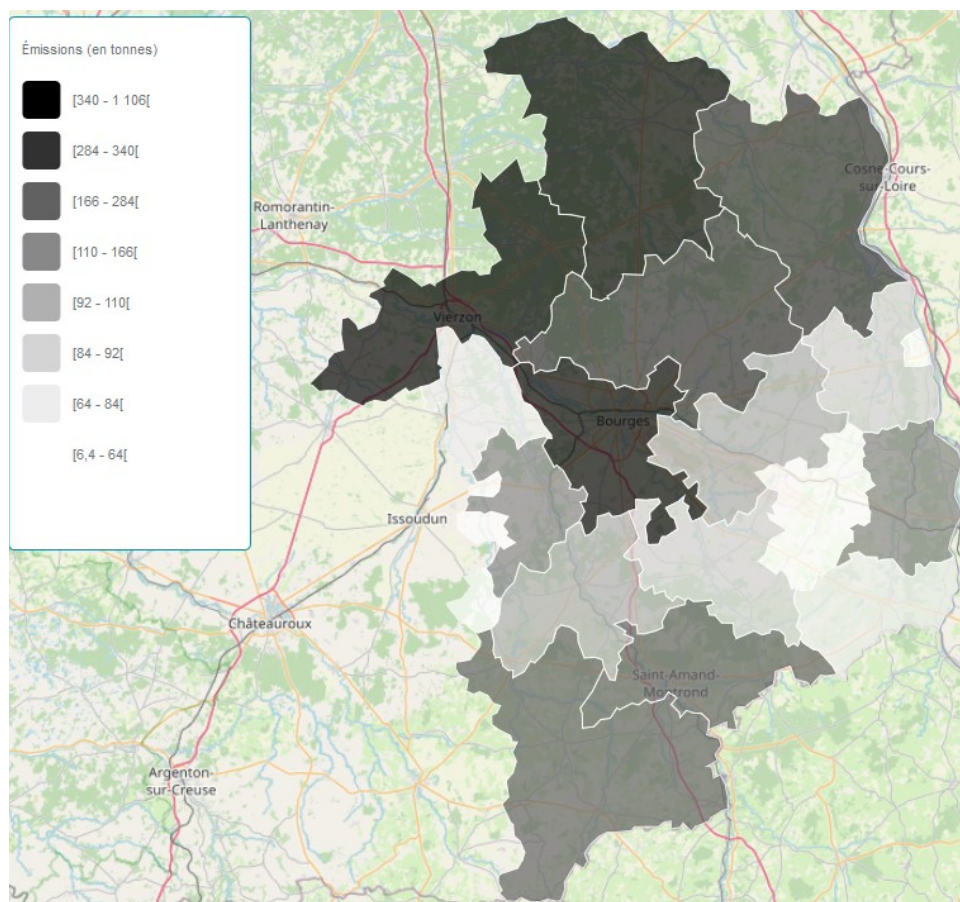 Émissions (en tonnes)
[340 - 1 106[
[284 - 340[
[166 - 284[
[110 - 166[
[92 - 110[
[84 - 92[
[64 - 84[
[6,4 - 64[
Cosne-Cours-
sur-Loire
Romorantin-
Lanthenay
Vierzon
Bourges
Issoudun
Châteauroux
Saint-Amand-
Montrond
Argenton-
sur-Creuse